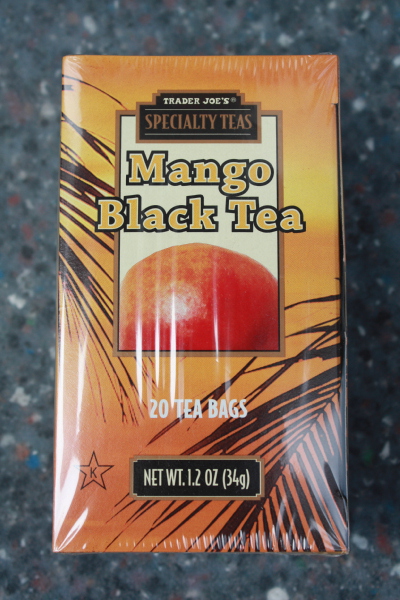 TRADER JOE'S®
SPECIALTY TEAS
Mango
Black Tea
20 TEA BAGS
K
NET WT. 1.2 OZ (34g)